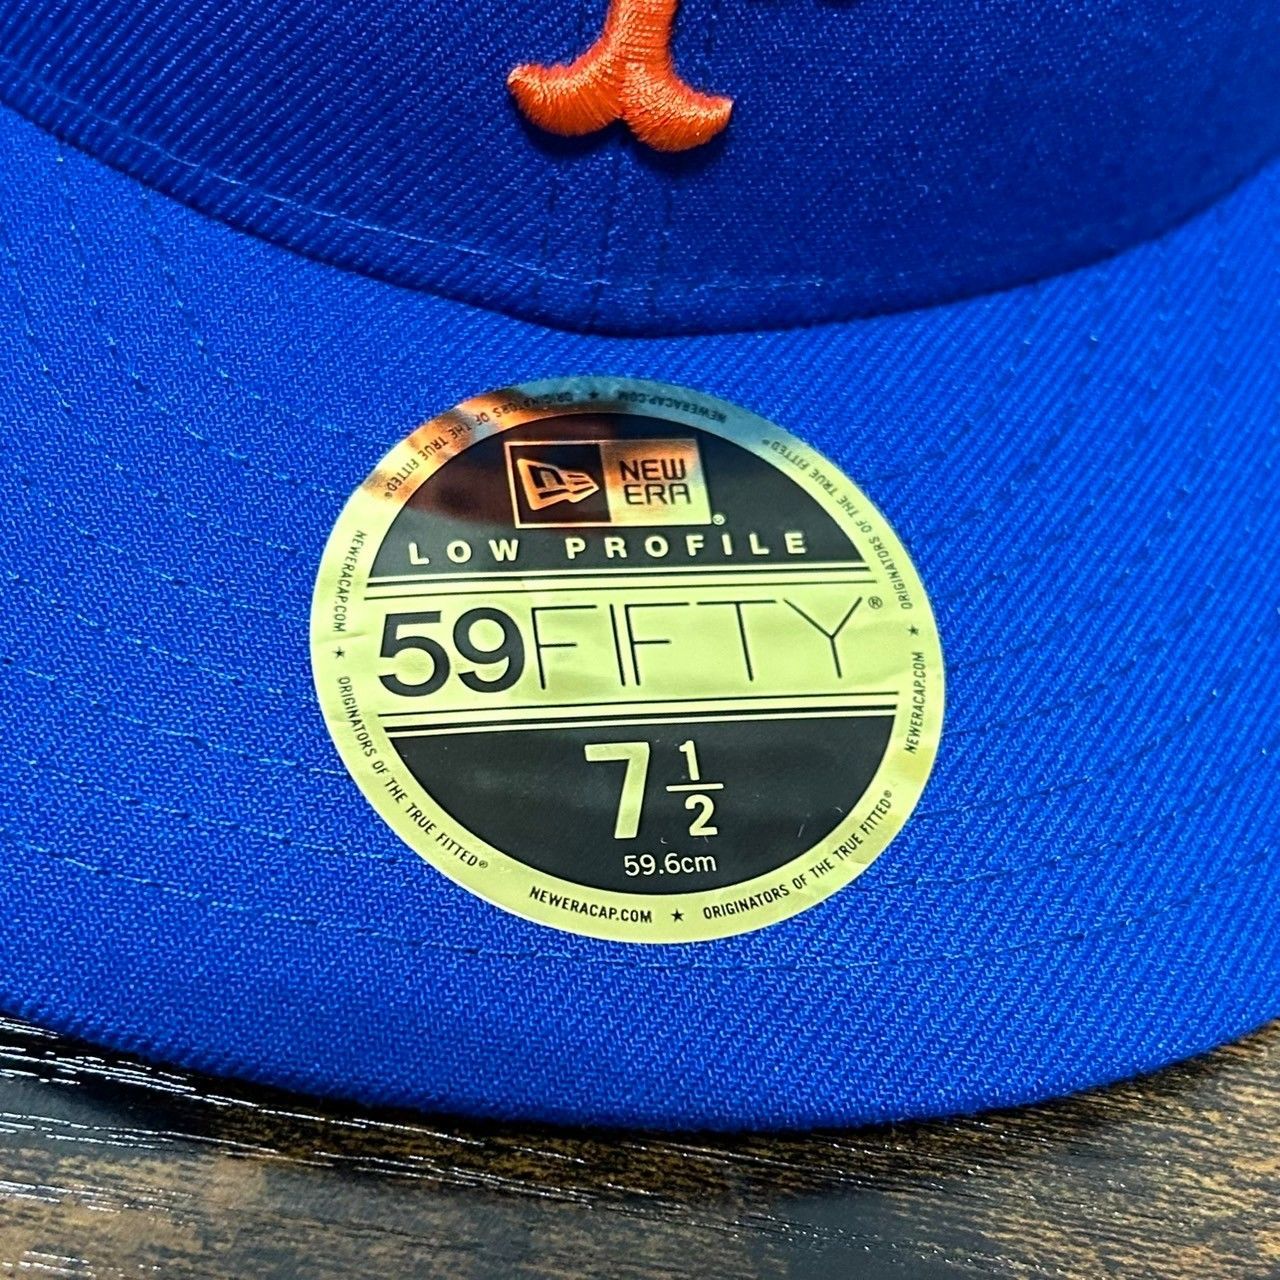 NEW
ERA®
LOW PROFILE
59FIFTY®
7 1/2
59.6cm
NEWERACAP.COM ★ ORIGINATORS OF THE TRUE FITTED®
NEWERACAP.COM ★ ORIGINATORS OF THE TRUE FITTED®
NEWERACAP.COM ★ ORIGINATORS OF THE TRUE FITTED®
NEWERACAP.COM ★ ORIGINATORS OF THE TRUE FITTED®